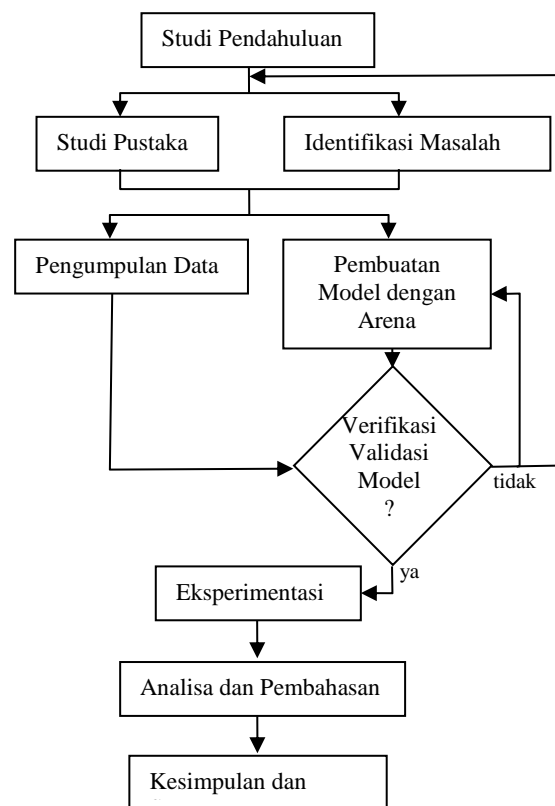 Studi Pendahuluan
Studi Pustaka
Identifikasi Masalah
Pengumpulan Data
Pembuatan
Model dengan
Arena
Verifikasi
Validasi
Model
?
tidak
ya
Eksperimentasi
Analisa dan Pembahasan
Kesimpulan dan